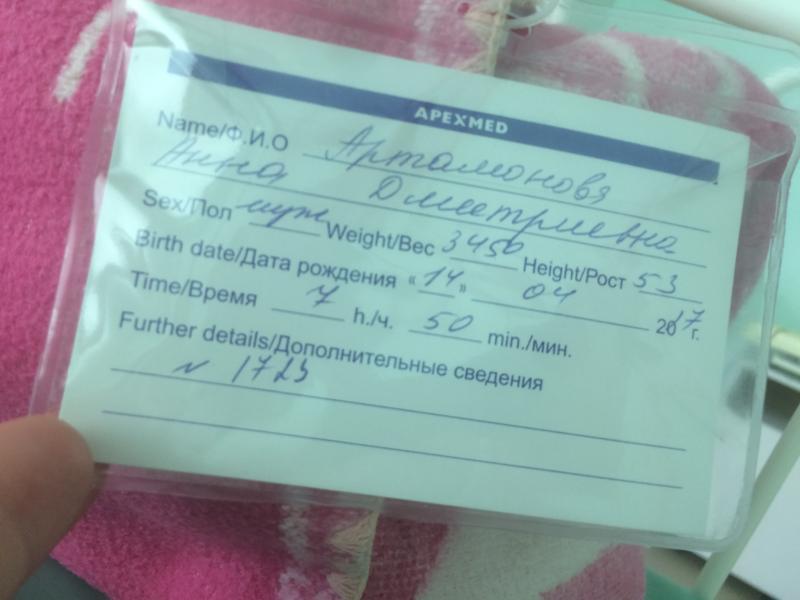 APEXMED
Name/Ф.И.О Артамонова
Анна Дмитриевна
Sex/Пол муж Weight/Вес 3450 Height/Рост 53
Birth date/Дата рождения «14» 04 2017 г.
Time/Время 7 h./ч. 50 min./мин.
Further details/Дополнительные сведения
N 1723